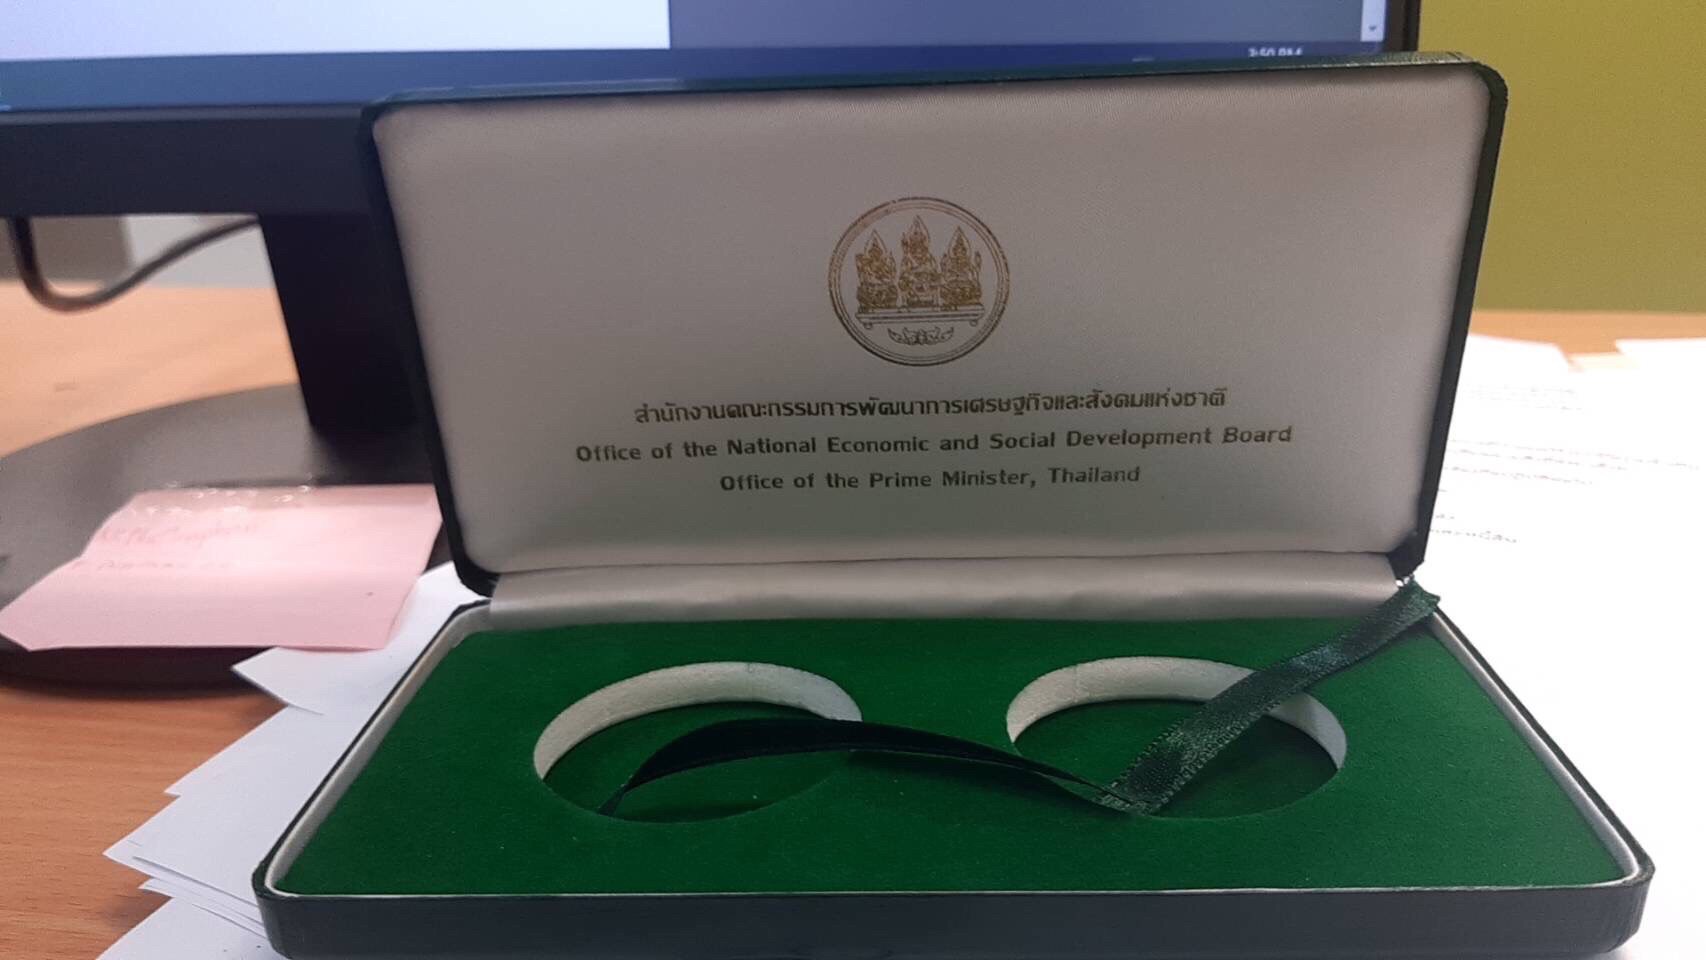 สำนักงานคณะกรรมการพัฒนาการเศรษฐกิจและสังคมแห่งชาติ
Office of the National Economic and Social Development Board
Office of the Prime Minister, Thailand